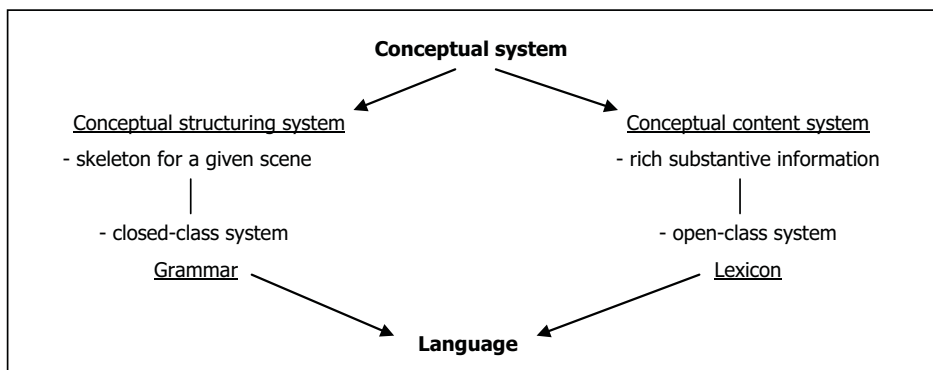 Conceptual system
Conceptual structuring system
- skeleton for a given scene
- closed-class system
Grammar
Conceptual content system
- rich substantive information
- open-class system
Lexicon
Language